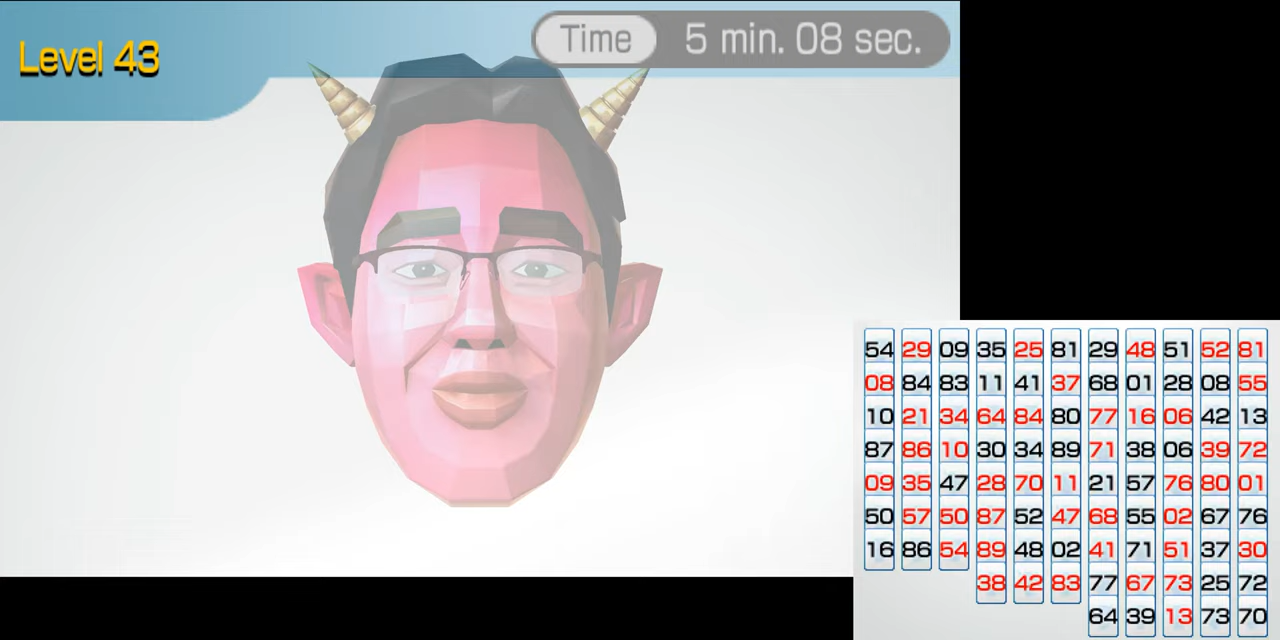 Level 43
Time 5 min. 08 sec.
54 29 09 35 25 81 29 48 51 52 81
08 84 83 11 41 37 68 01 28 08 55
10 21 34 64 84 80 77 16 06 42 13
87 86 10 30 34 89 71 38 06 39 72
09 35 47 28 70 11 21 57 76 80 01
50 57 50 87 52 47 68 55 02 67 76
16 86 54 89 48 02 41 71 51 37 30
38 42 83 77 67 73 25 72
64 39 13 73 70